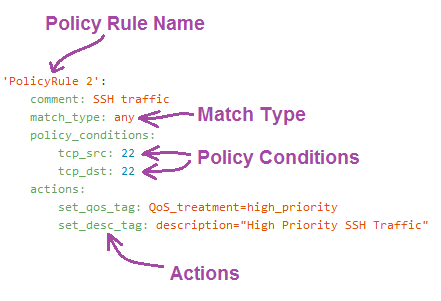 Policy Rule Name
'PolicyRule 2':
comment: SSH traffic
match_type: any
Match Type
policy_conditions:
tcp_src: 22
Policy Conditions
tcp_dst: 22
actions:
set_qos_tag: QoS_treatment=high_priority
set_desc_tag: description="High Priority SSH Traffic"
Actions